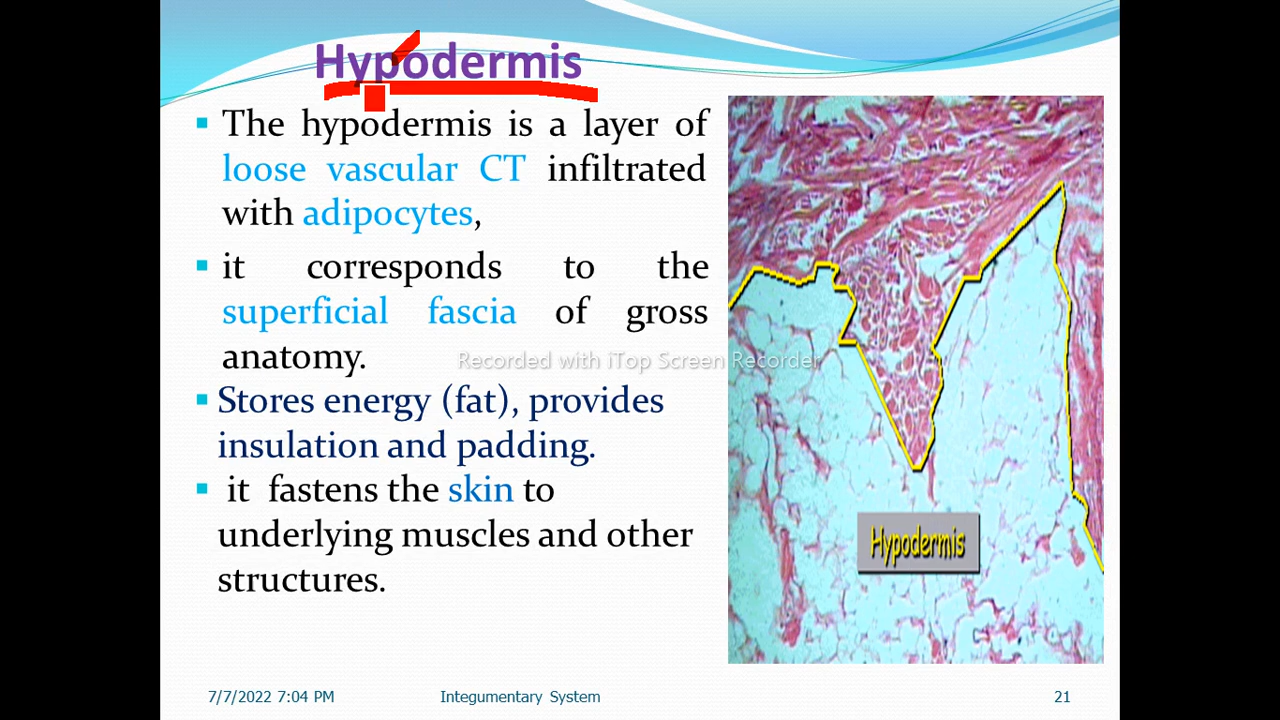 Hypodermis
The hypodermis is a layer of
loose vascular CT infiltrated
with adipocytes,
it corresponds to the
superficial fascia of gross
anatomy.
Recorded with iTop Screen Recorder
Stores energy (fat), provides
insulation and padding.
it fastens the skin to
underlying muscles and other
structures.
Hypodermis
7/7/2022 7:04 PM
Integumentary System
21